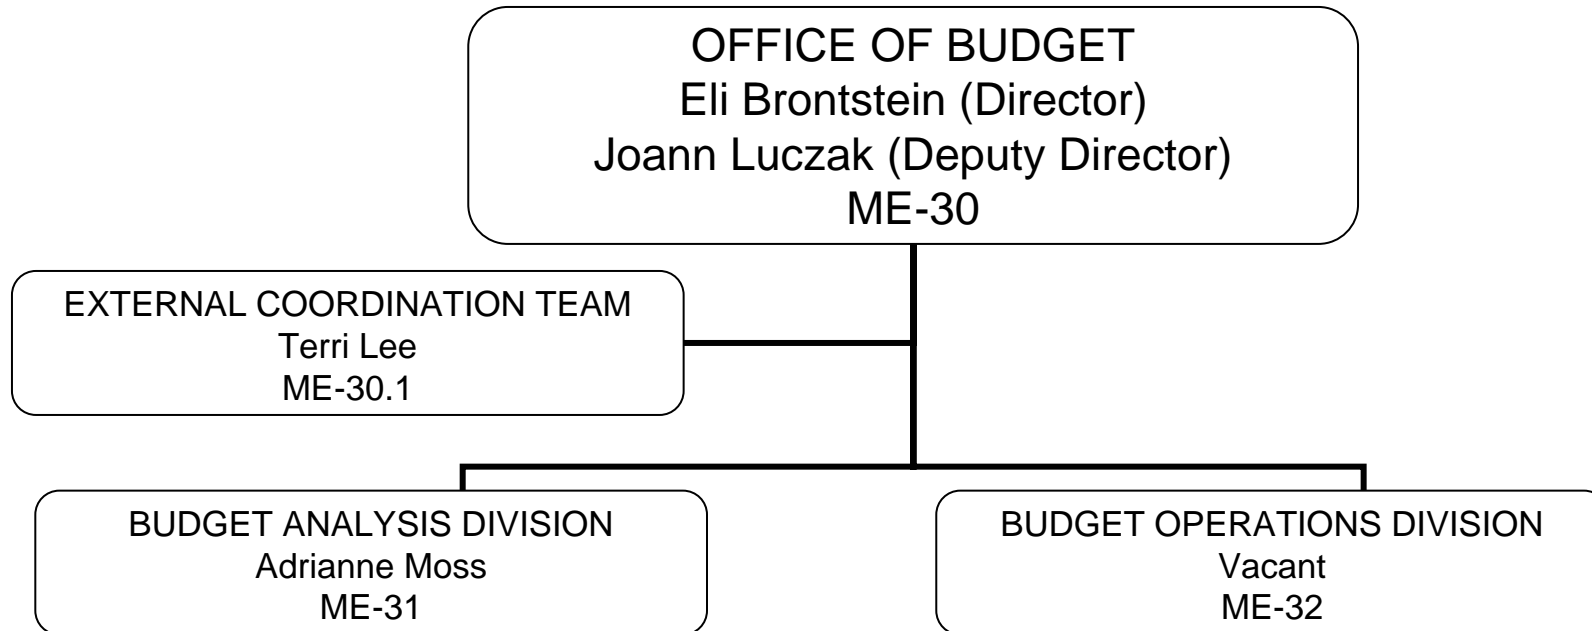 OFFICE OF BUDGET
Eli Brontstein (Director)
Joann Luczak (Deputy Director)
ME-30
EXTERNAL COORDINATION TEAM
Terri Lee
ME-30.1
BUDGET ANALYSIS DIVISION
Adrianne Moss
ME-31
BUDGET OPERATIONS DIVISION
Vacant
ME-32